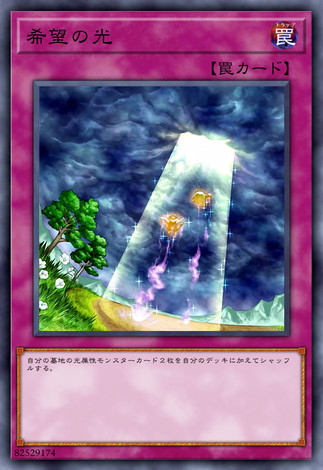 希望の光
トラップ
罠
【罠カード】
自分の墓地の光属性モンスターカード２枚を自分のデッキに加えてシャッフ
ルする。
82529174